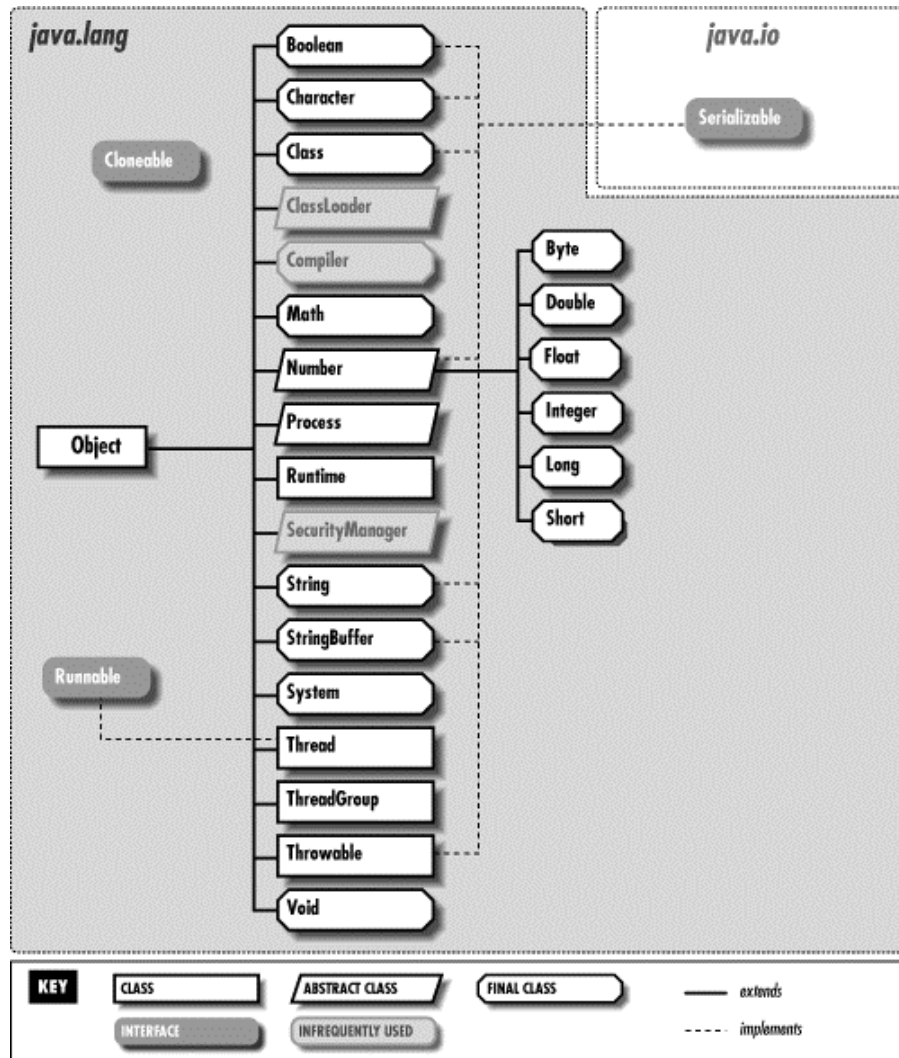 java.lang
java.io
Boolean
Character
Serializable
Cloneable
Class
ClassLoader
Byte
Compiler
Double
Math
Float
Number
Integer
Process
Object
Long
Runtime
Short
SecurityManager
String
StringBuffer
Runnable
System
Thread
ThreadGroup
Throwable
Void
KEY
CLASS
ABSTRACT CLASS
FINAL CLASS
extends
INTERFACE
INFREQUENTLY USED
implements